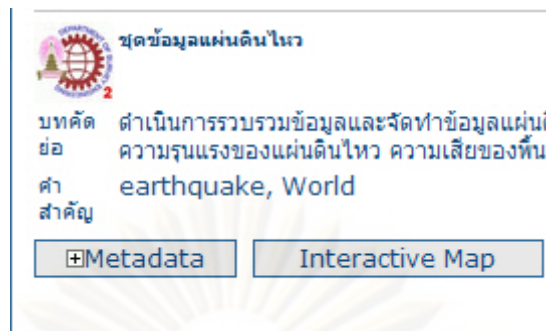 ชุดข้อมูลแผ่นดินไหว
2
บทคัด ดำเนินการรวบรวมข้อมูลและจัดทำข้อมูลแผ่นดิ
ย่อ ความรุนแรงของแผ่นดินไหว ความเสียของพื้น
คำ earthquake, World
สำคัญ
Metadata Interactive Map